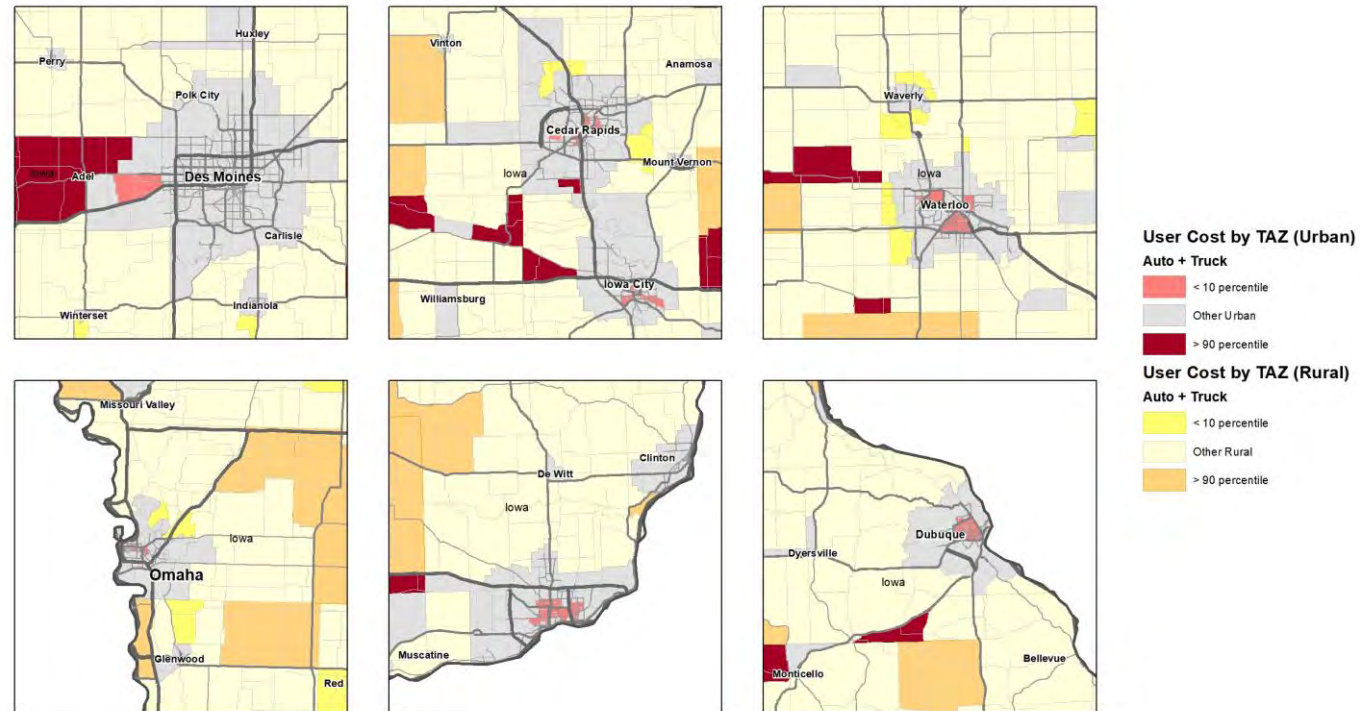 Huxley
Perry
Polk City
Iowa
Adel
Des Moines
Carlisle
Indianola
Winterset
Vinton
Anamosa
Cedar Rapids
Mount Vernon
Iowa
Williamsburg
Iowa City
Waverly
Iowa
Waterloo
User Cost by TAZ (Urban)
Auto + Truck
< 10 percentile
Other Urban
> 90 percentile
User Cost by TAZ (Rural)
Auto + Truck
< 10 percentile
Other Rural
> 90 percentile
Missouri Valley
Iowa
Omaha
Glenwood
Red
Clinton
De Witt
Iowa
Muscatine
Dubuque
Dyersville
Iowa
Monticello
Bellevue